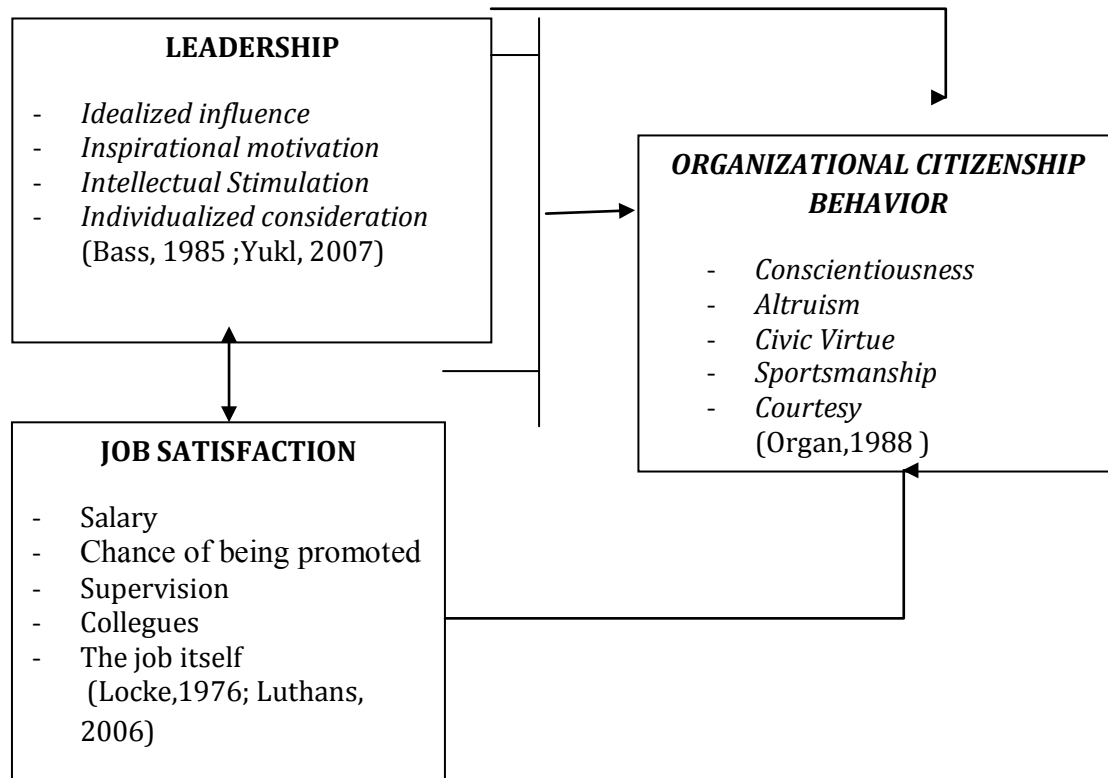 LEADERSHIP
- Idealized influence
- Inspirational motivation
- Intellectual Stimulation
- Individualized consideration
(Bass, 1985 ;Yukl, 2007)
ORGANIZATIONAL CITIZENSHIP
BEHAVIOR
- Conscientiousness
- Altruism
- Civic Virtue
- Sportsmanship
- Courtesy
(Organ,1988 )
JOB SATISFACTION
- Salary
- Chance of being promoted
- Supervision
- Collegues
- The job itself
(Locke,1976; Luthans,
2006)